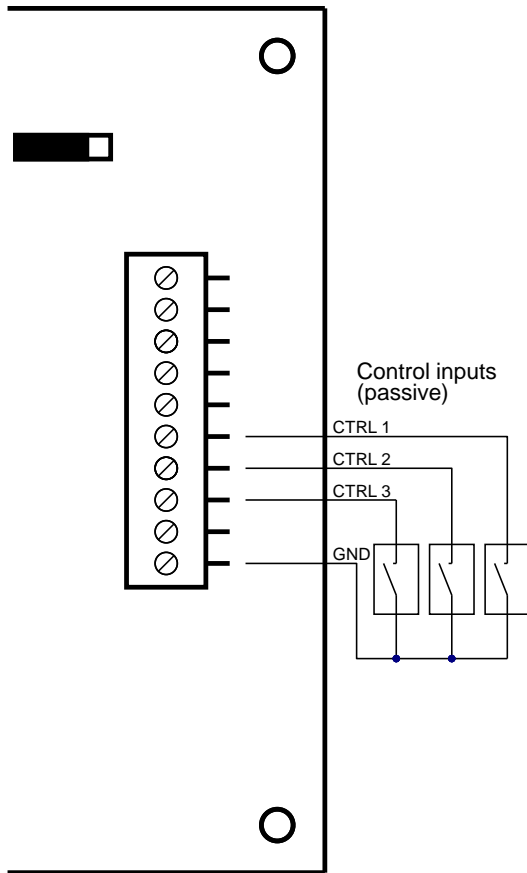 Control inputs
(passive)
CTRL 1
CTRL 2
CTRL 3
GND